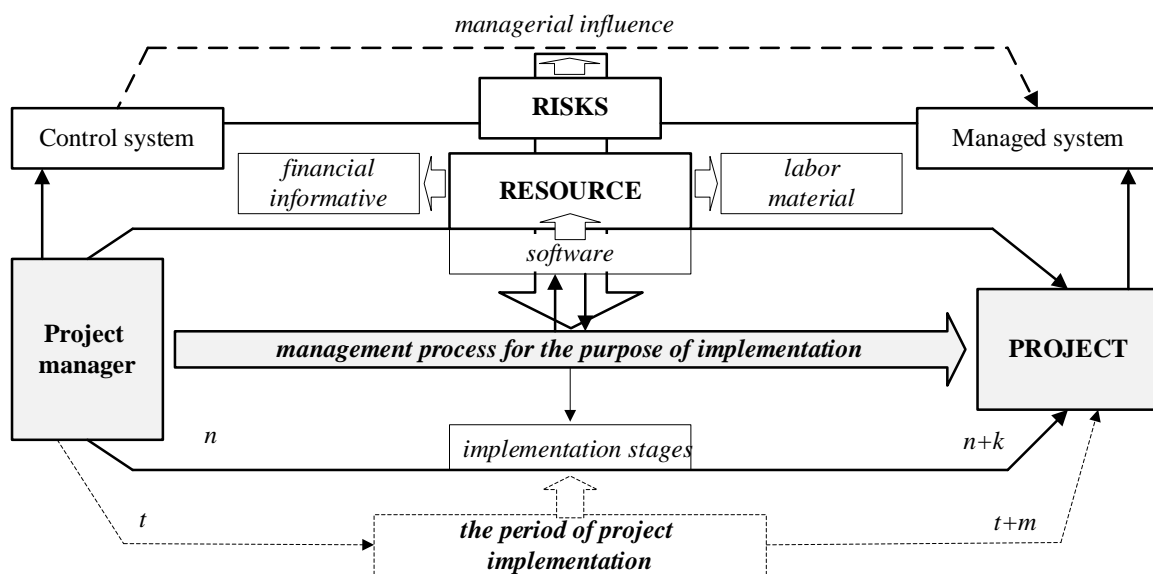 managerial influence
RISKS
Control system
Managed system
financial
informative
RESOURCE
labor
material
software
Project
manager
management process for the purpose of implementation
PROJECT
n
implementation stages
n+k
t
the period of project
implementation
t+m